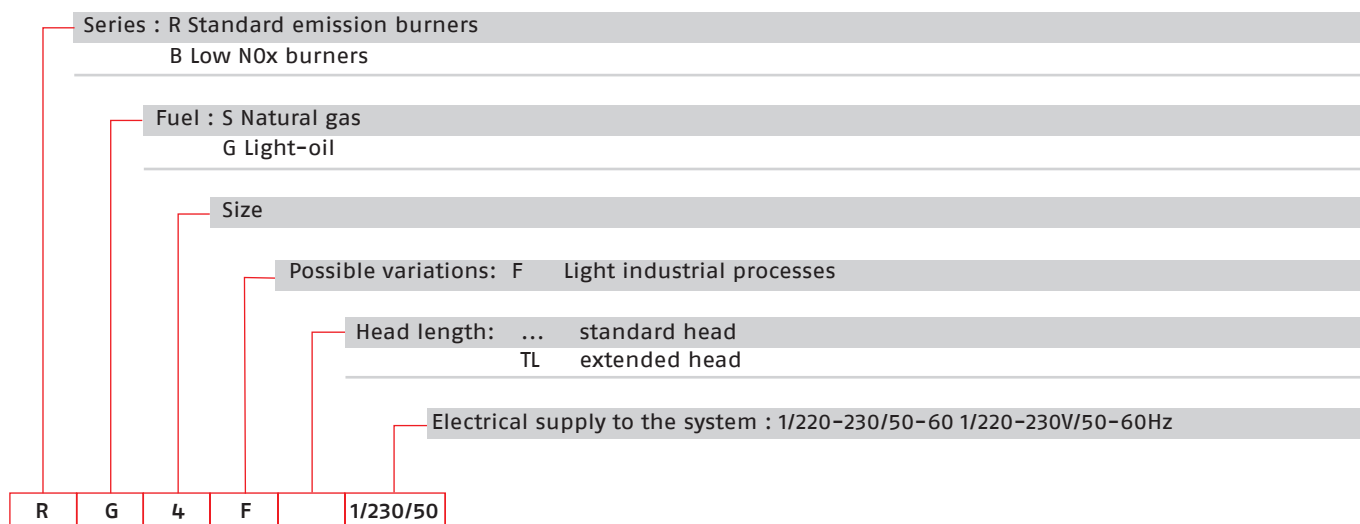 Series : R Standard emission burners
B Low N0x burners
Fuel : S Natural gas
G Light-oil
Size
Possible variations: F Light industrial processes
Head length: ... standard head
TL extended head
Electrical supply to the system : 1/220-230/50-60 1/220-230V/50-60Hz
R G 4 F 1/230/50